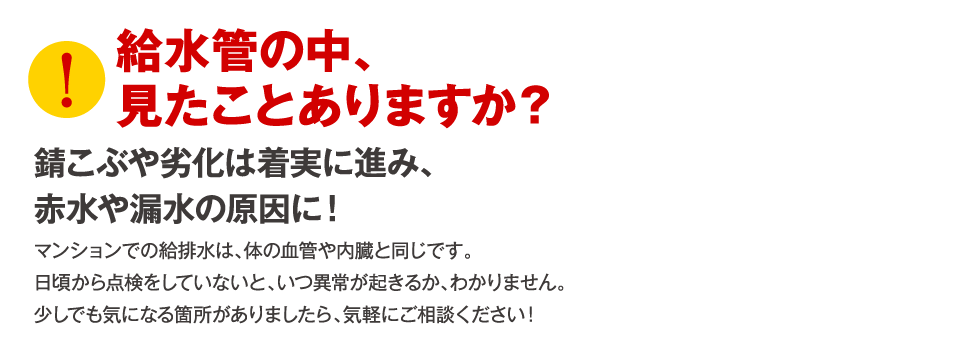 !
給水管の中、
見たことありますか？
錆こぶや劣化は着実に進み、
赤水や漏水の原因に！
マンションでの給排水は、体の血管や内臓と同じです。
日頃から点検をしていないと、いつ異常が起きるか、わかりません。
少しでも気になる箇所がありましたら、気軽にご相談ください！